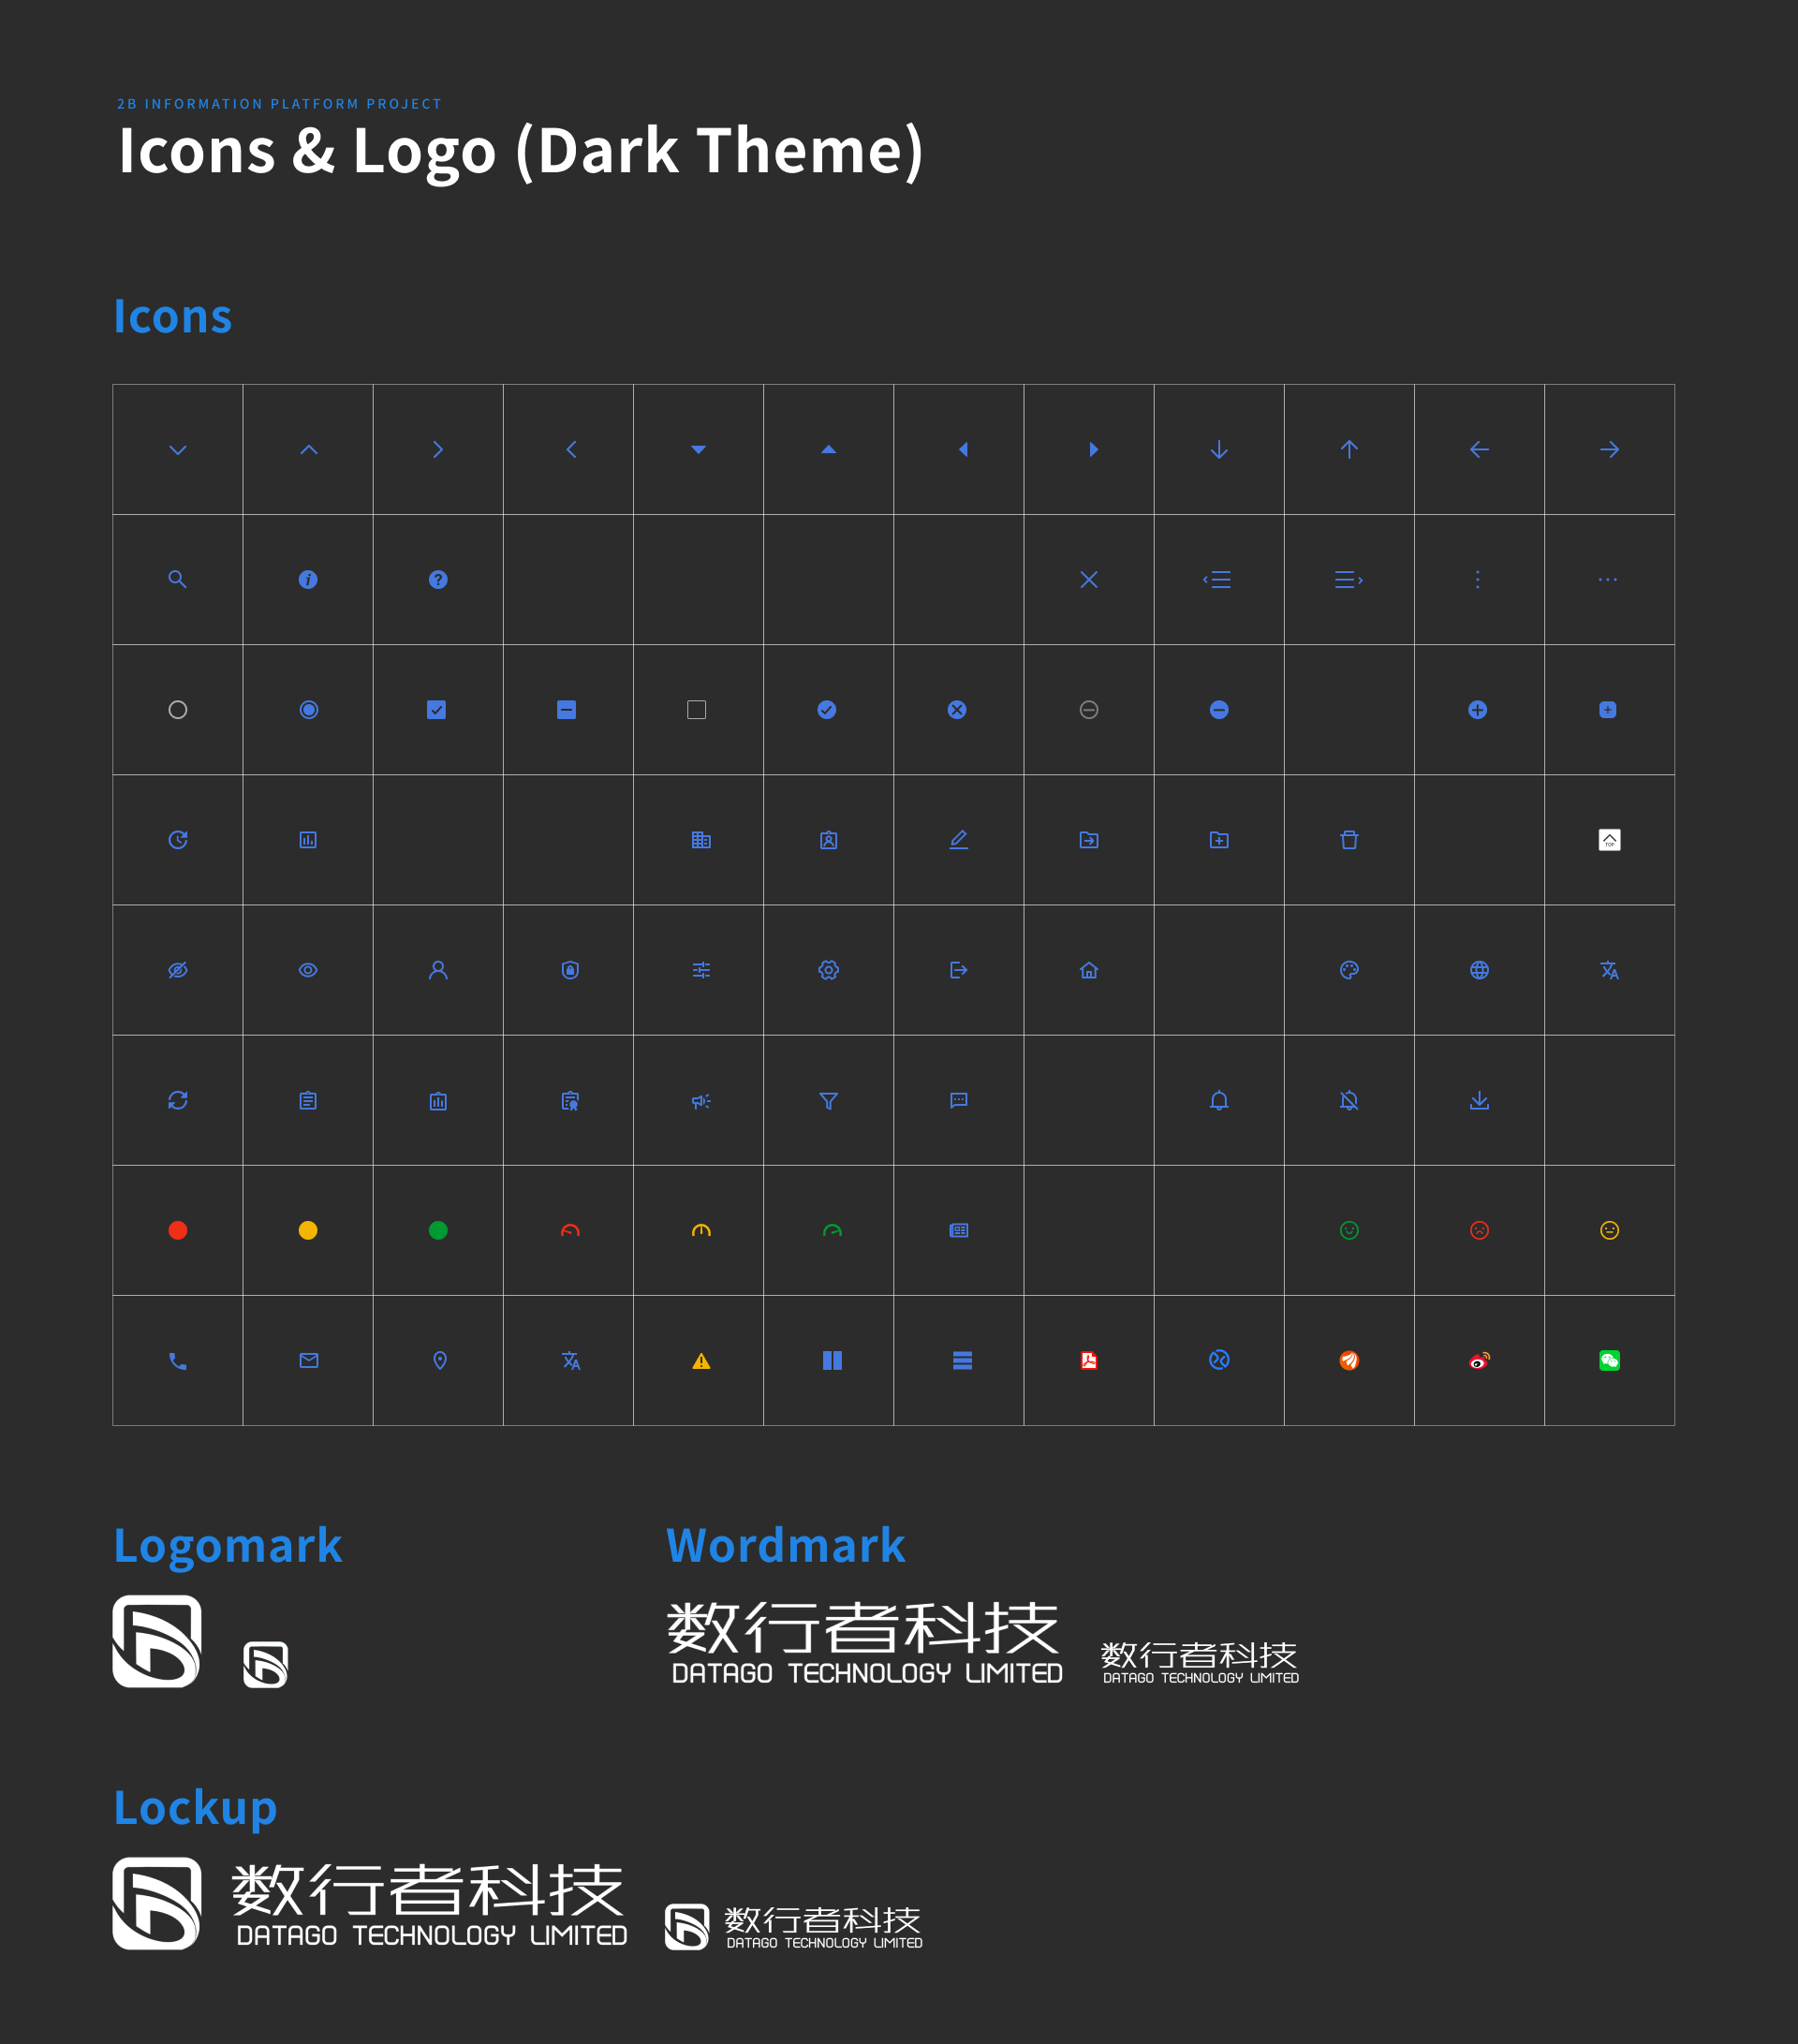 2B INFORMATION PLATFORM PROJECT
Icons & Logo (Dark Theme)
Icons
TOP
Logomark
Wordmark
数行者科技
DATAGO TECHNOLOGY LIMITED
数行者科技
DATAGO TECHNOLOGY LIMITED
Lockup
数行者科技
DATAGO TECHNOLOGY LIMITED
数行者科技
DATAGO TECHNOLOGY LIMITED